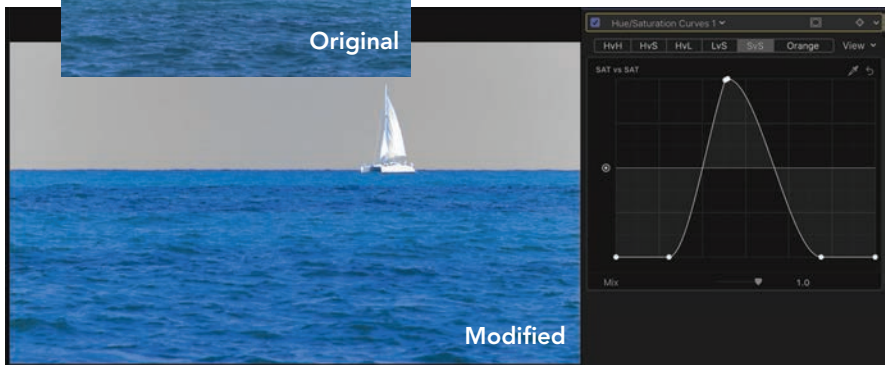 Original
Modified
Hue/Saturation Curves 1
HvH HvS HvL LvS SvS Orange View
SAT vs SAT
Mix 1.0